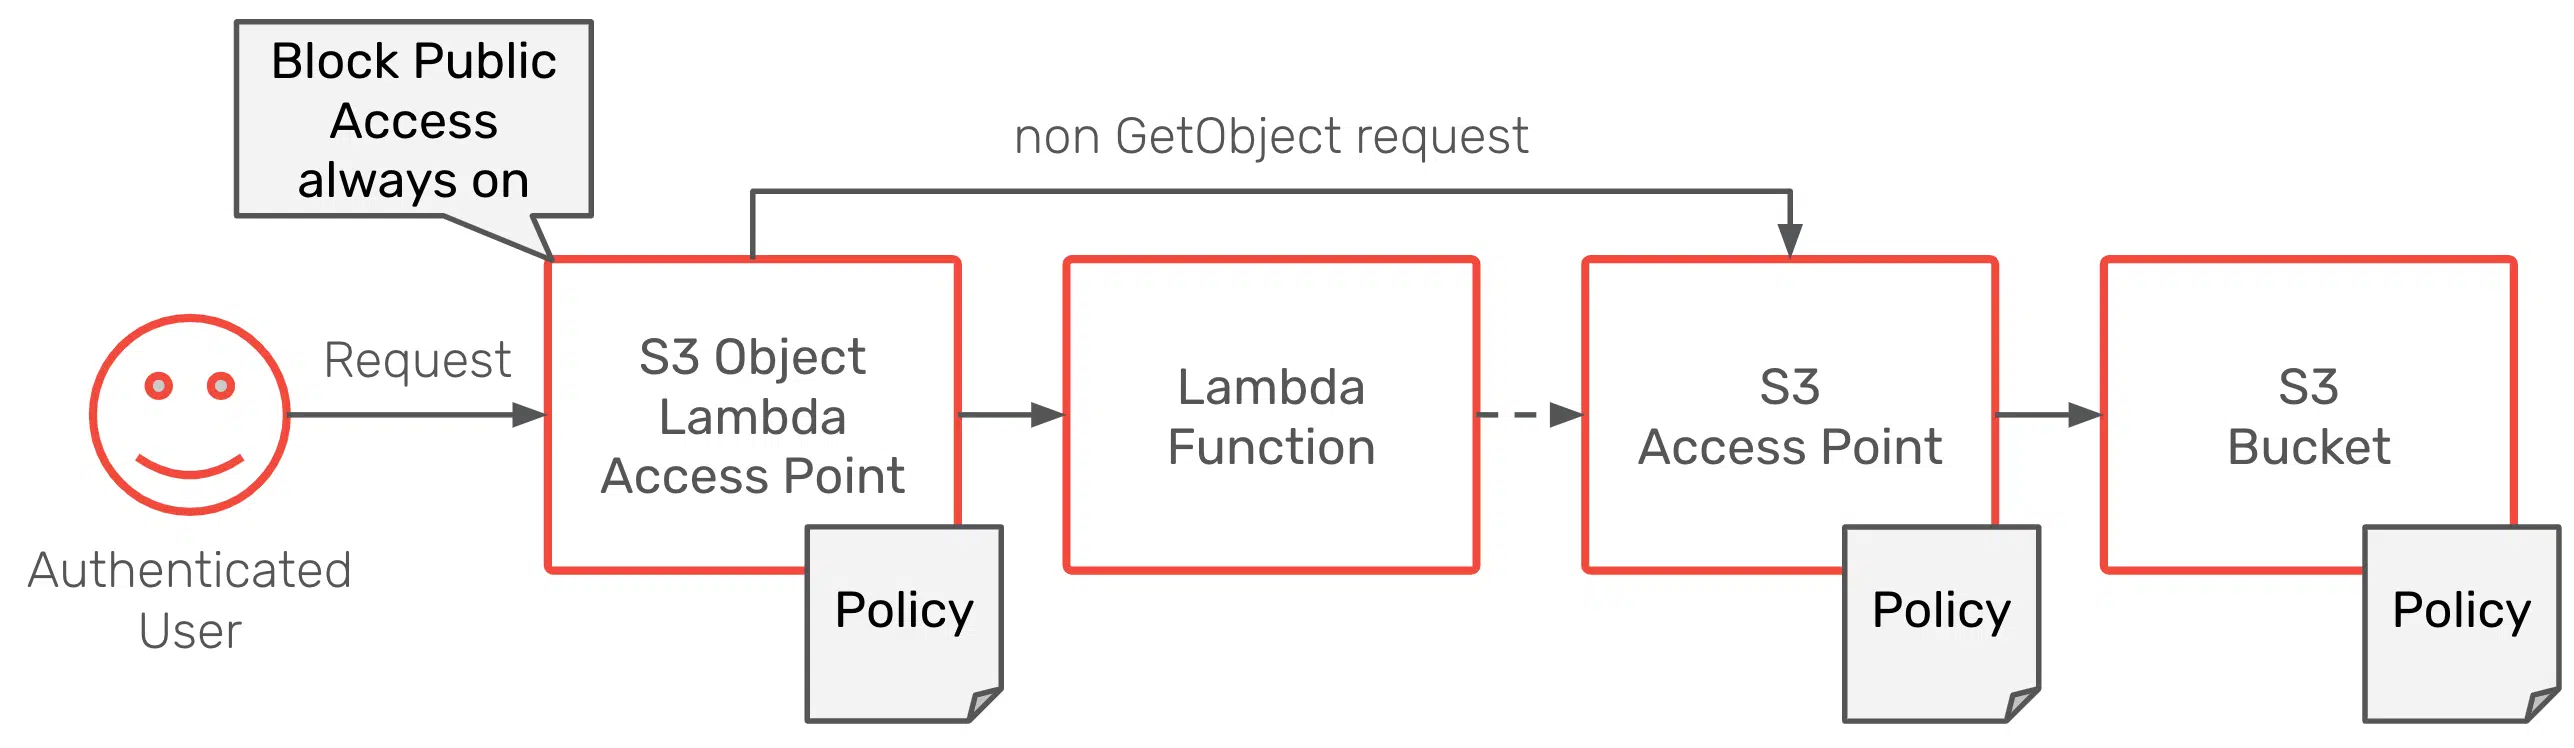 Block Public
Access
always on
non GetObject request
Request
Authenticated
User
S3 Object
Lambda
Access Point
Policy
Lambda
Function
S3
Access Point
Policy
S3
Bucket
Policy